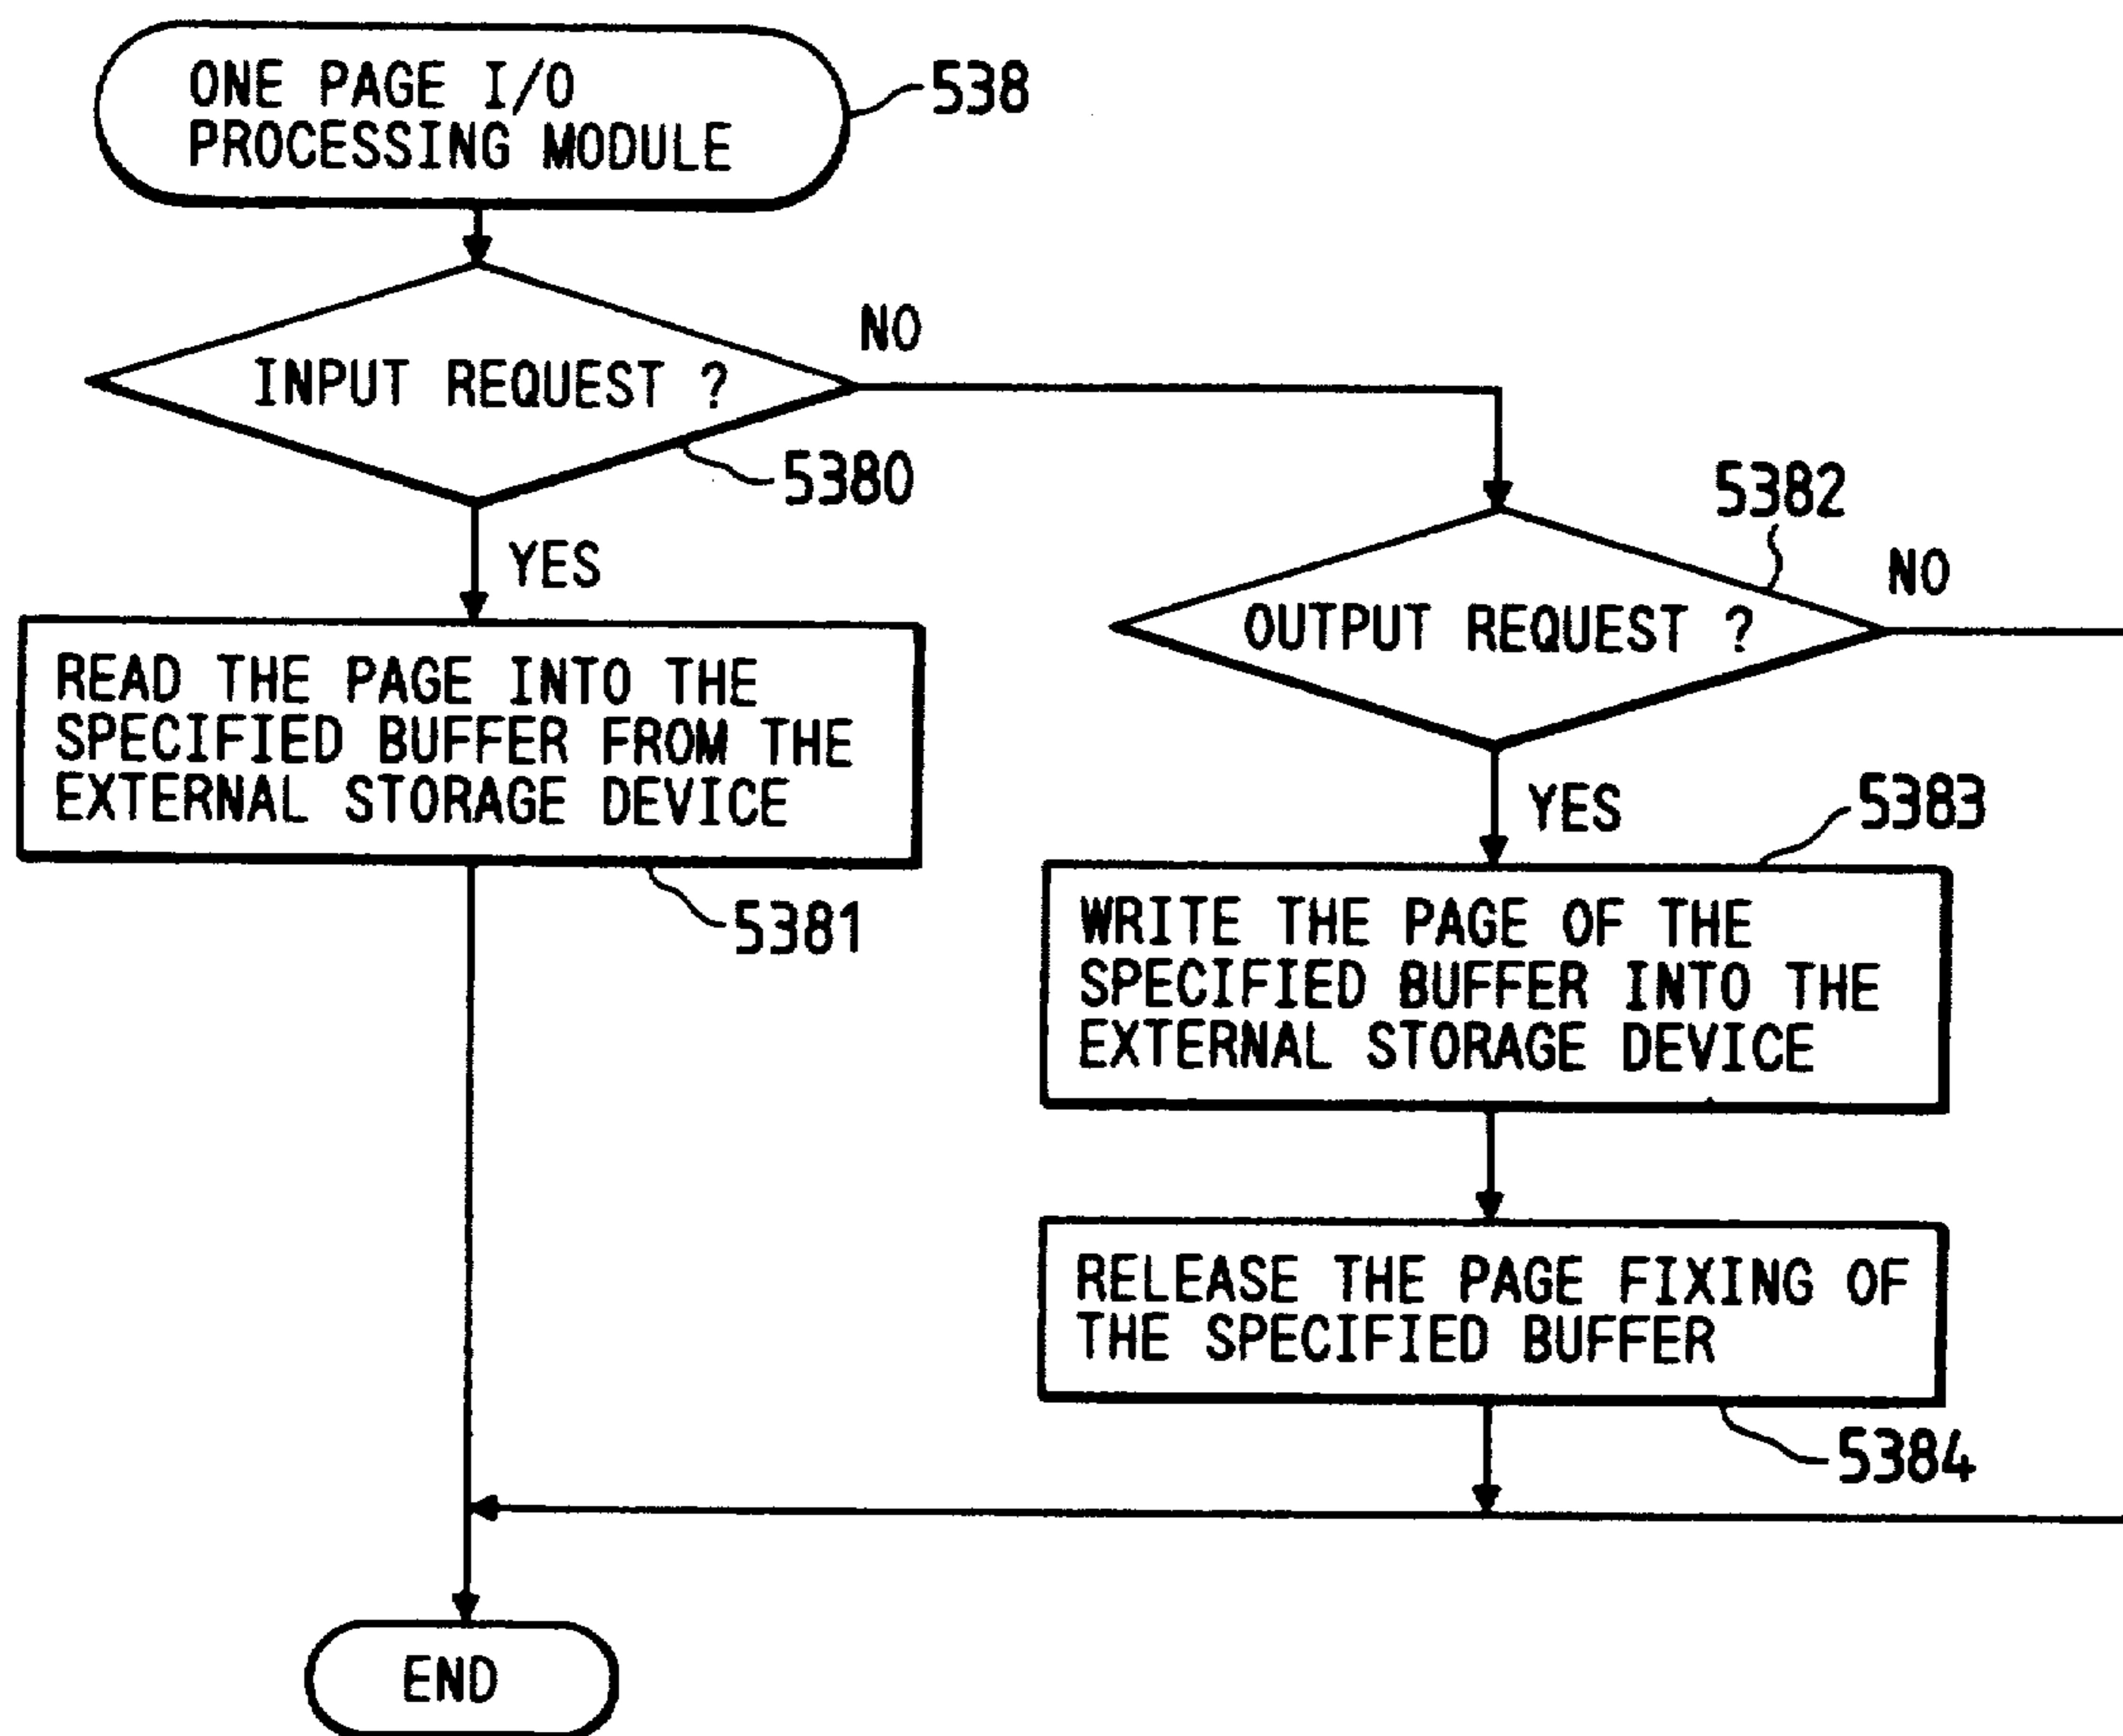 ONE PAGE I/O
PROCESSING MODULE
538
INPUT REQUEST ?
NO
5380
YES
READ THE PAGE INTO THE
SPECIFIED BUFFER FROM THE
EXTERNAL STORAGE DEVICE
5381
5382
OUTPUT REQUEST ?
NO
YES
5383
WRITE THE PAGE OF THE
SPECIFIED BUFFER INTO THE
EXTERNAL STORAGE DEVICE
RELEASE THE PAGE FIXING OF
THE SPECIFIED BUFFER
5384
END